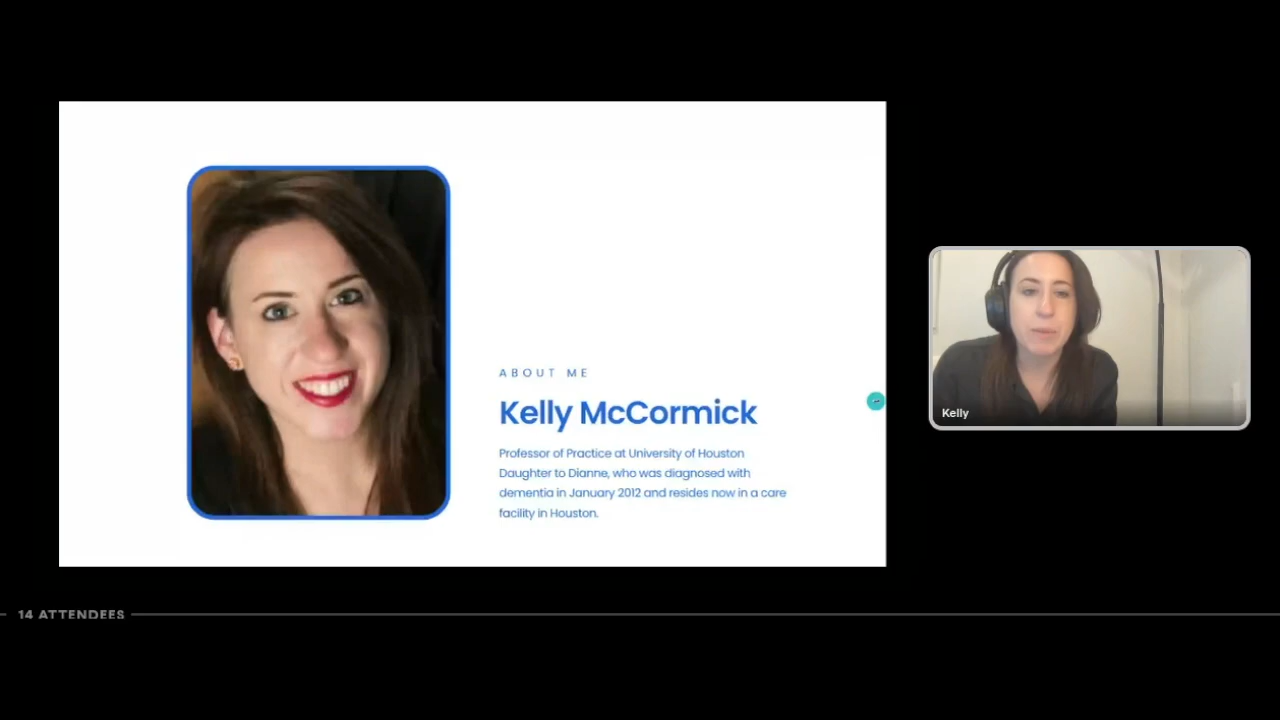 ABOUT ME
Kelly McCormick
Professor of Practice at University of Houston
Daughter to Dianne, who was diagnosed with
dementia in January 2012 and resides now in a care
facility in Houston.
Kelly
14 ATTENDEES